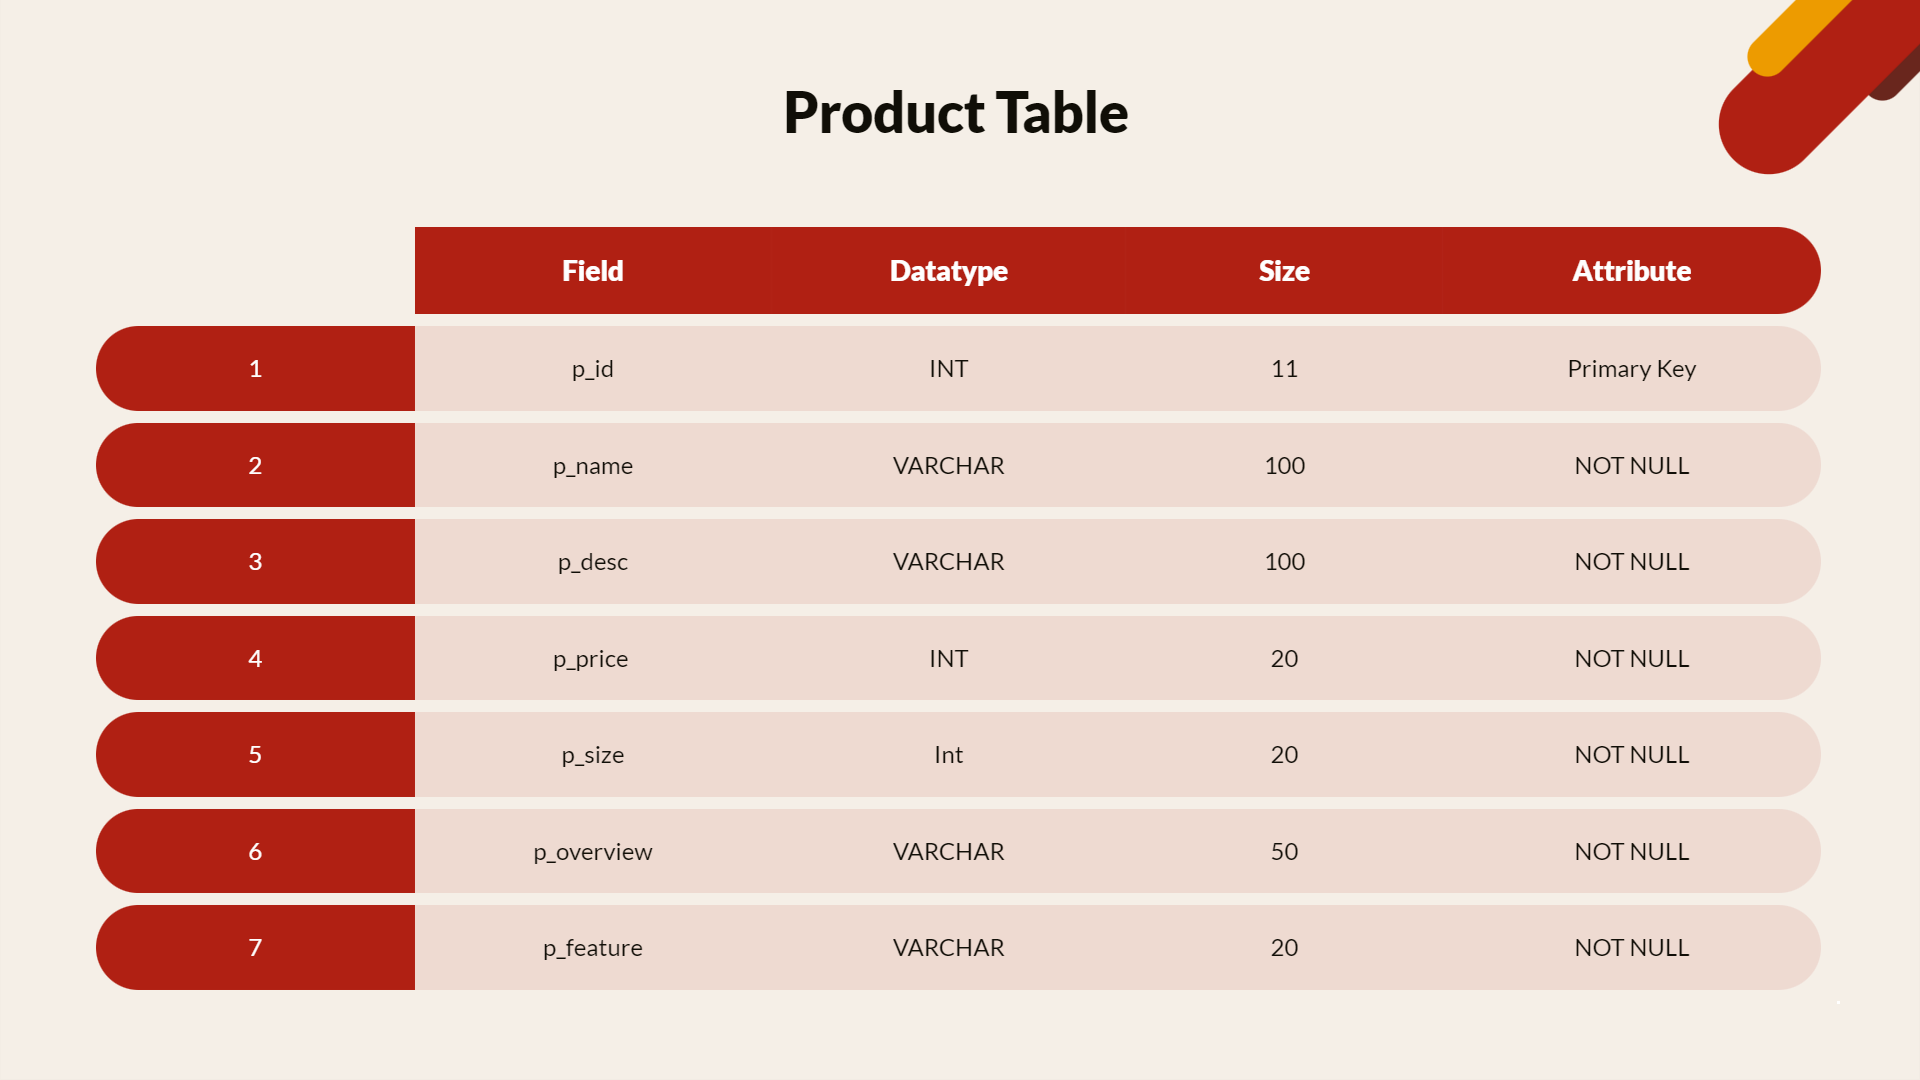 Product Table
Field Datatype Size Attribute
1 p_id INT 11 Primary Key
2 p_name VARCHAR 100 NOT NULL
3 p_desc VARCHAR 100 NOT NULL
4 p_price INT 20 NOT NULL
5 p_size Int 20 NOT NULL
6 p_overview VARCHAR 50 NOT NULL
7 p_feature VARCHAR 20 NOT NULL